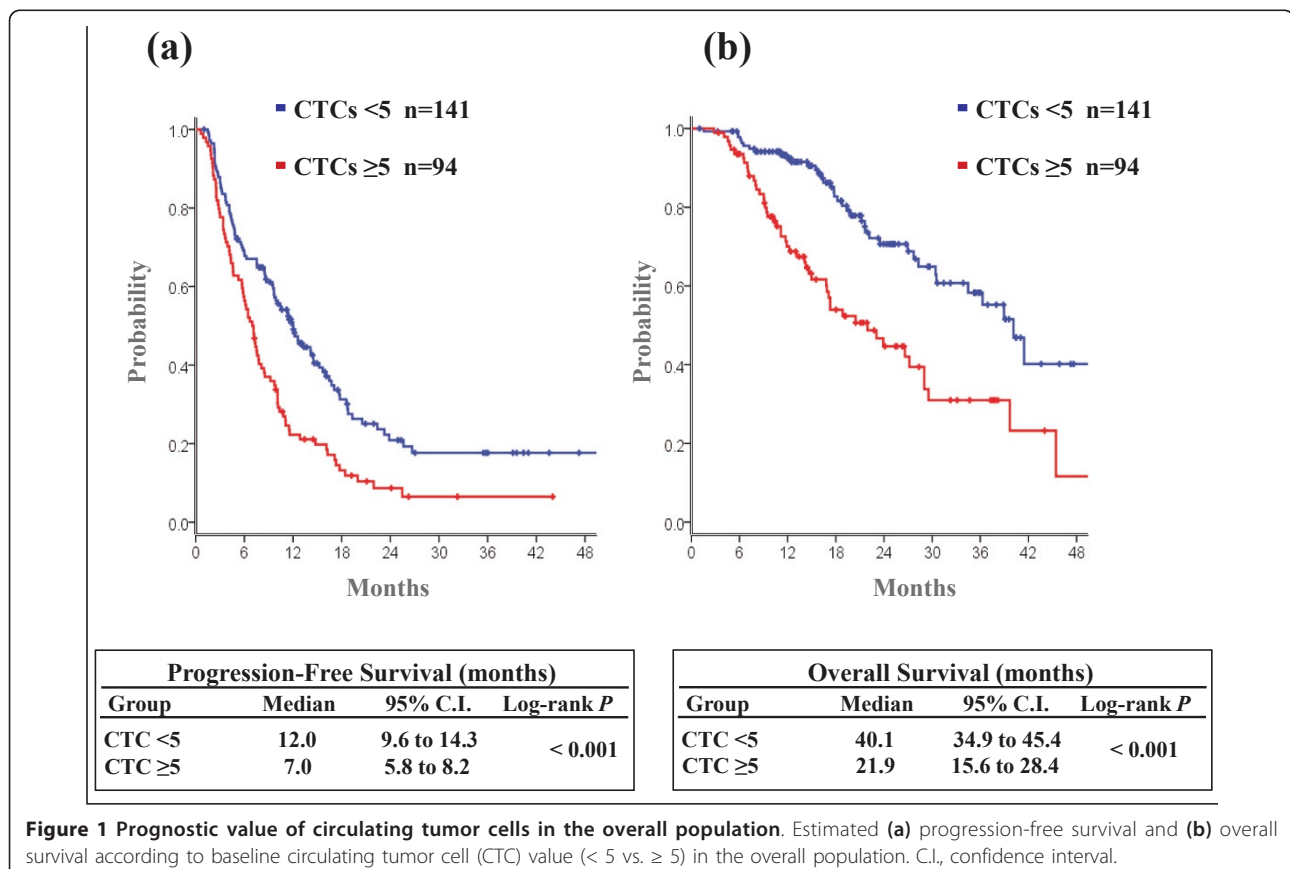 (a)
CTCs <5 n=141
CTCs ≥5 n=94
1.0
0.8
0.6
0.4
0.2
0.0
Probability
0 6 12 18 24 30 36 42 48
Months
(b)
CTCs <5 n=141
CTCs ≥5 n=94
1.0
0.8
0.6
0.4
0.2
0.0
Probability
0 6 12 18 24 30 36 42 48
Months
Progression-Free Survival (months)
Group Median 95% C.I. Log-rank P
CTC <5 12.0 9.6 to 14.3
< 0.001
CTC ≥5 7.0 5.8 to 8.2
Overall Survival (months)
Group Median 95% C.I. Log-rank P
CTC <5 40.1 34.9 to 45.4
< 0.001
CTC ≥5 21.9 15.6 to 28.4
Figure 1 Prognostic value of circulating tumor cells in the overall population. Estimated (a) progression-free survival and (b) overall
survival according to baseline circulating tumor cell (CTC) value (< 5 vs. ≥ 5) in the overall population. C.I., confidence interval.